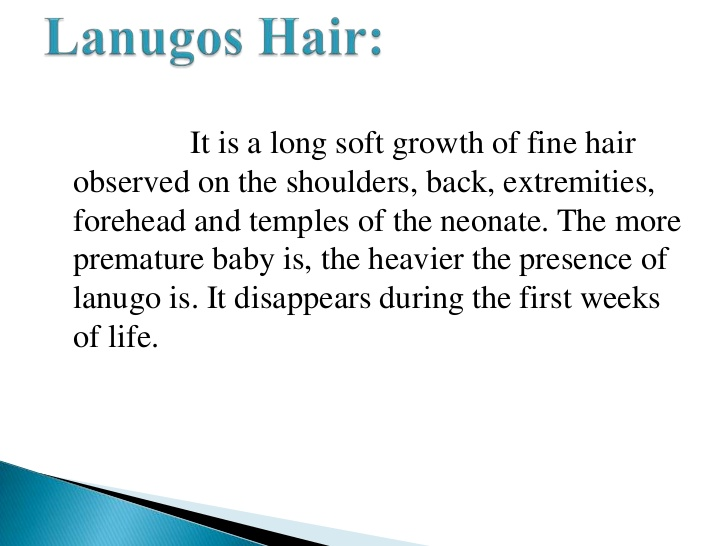 Lanugos Hair:
It is a long soft growth of fine hair
observed on the shoulders, back, extremities,
forehead and temples of the neonate. The more
premature baby is, the heavier the presence of
lanugo is. It disappears during the first weeks
of life.